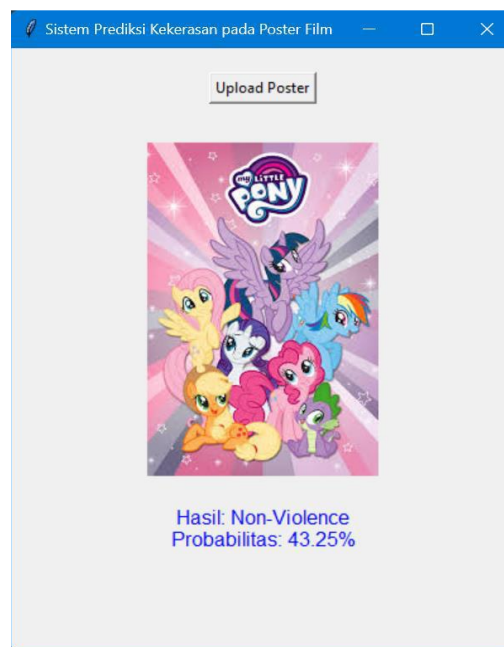 Sistem Prediksi Kekerasan pada Poster Film
Upload Poster
my LITTLE
PONY
Hasil: Non-Violence
Probabilitas: 43.25%